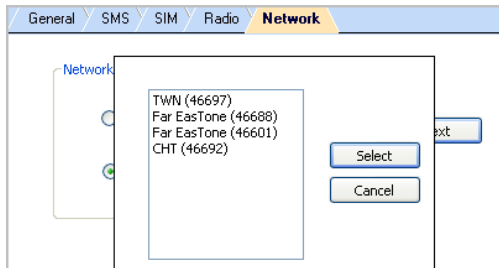 General SMS SIM Radio Network
Network
TWN (46697)
Far EasTone (46688)
Far EasTone (46601)
CHT (46692)
ext
Select
Cancel